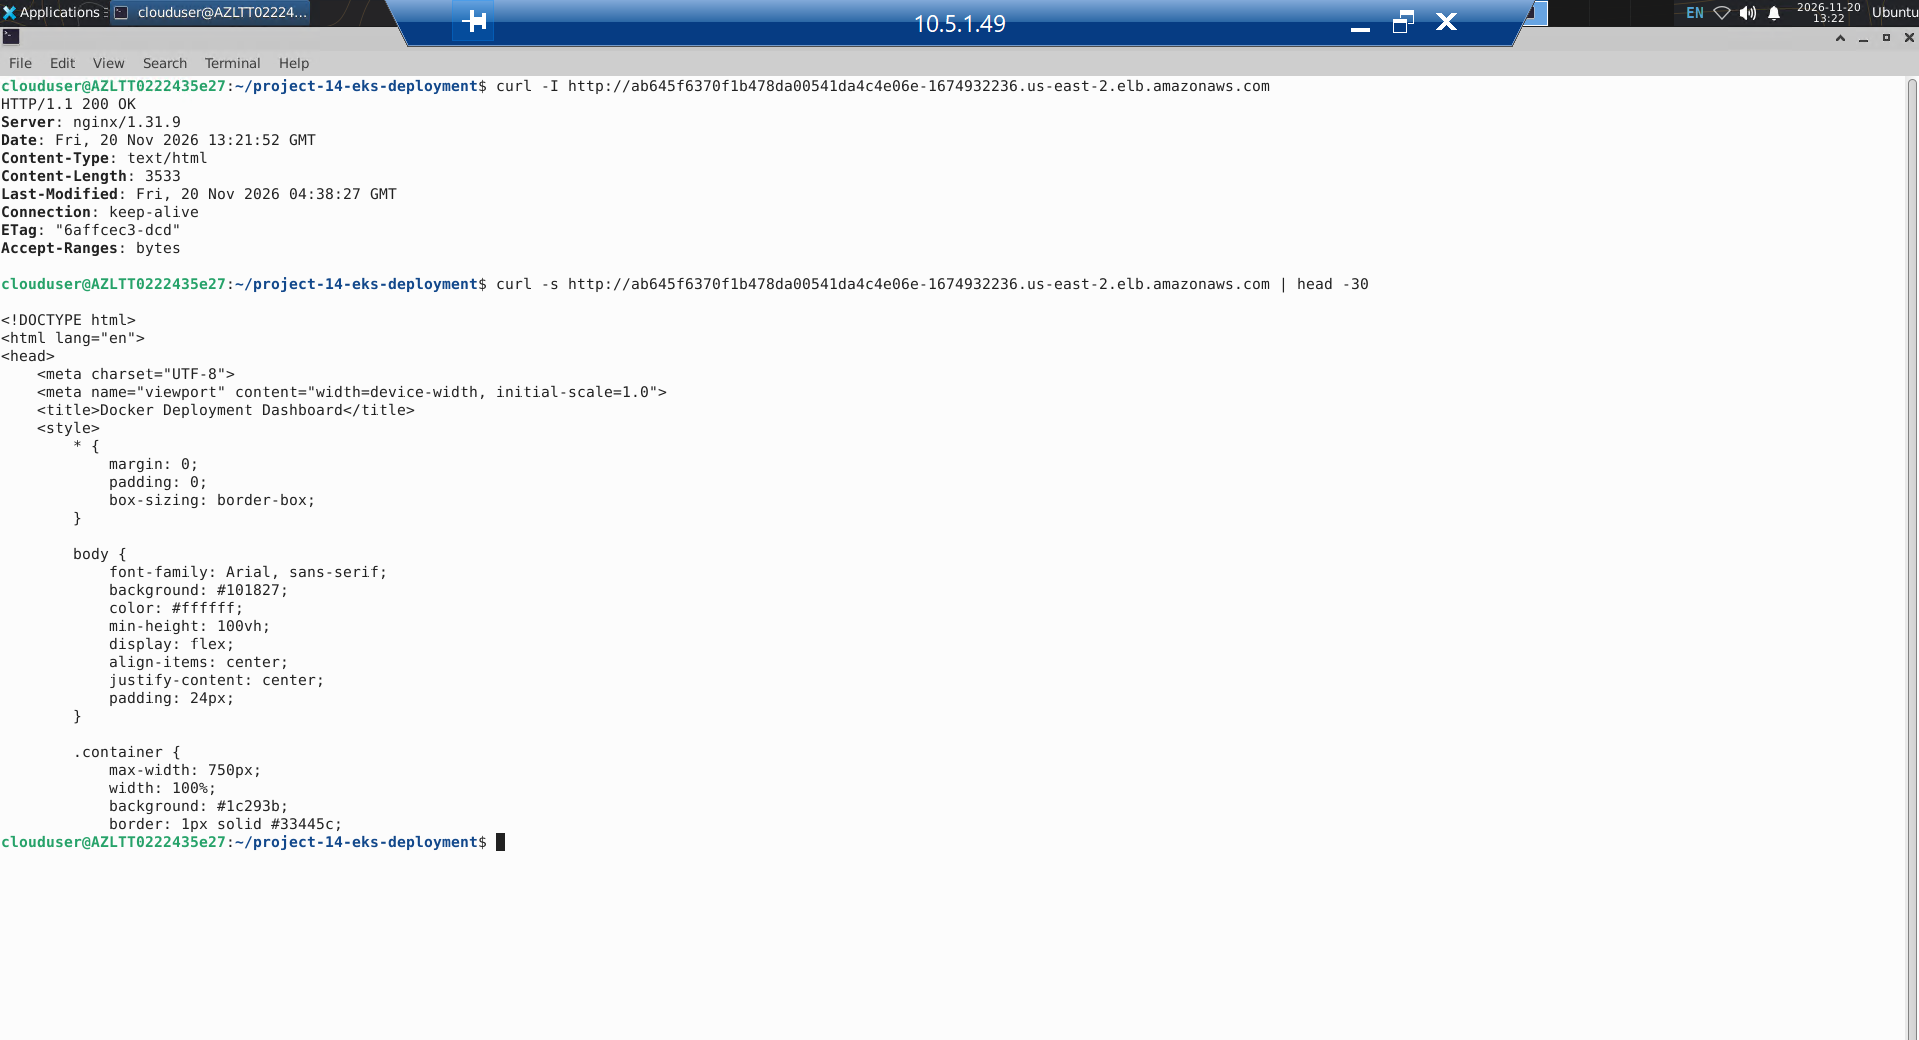 Applications
clouduser@AZLTT02224...
10.5.1.49
EN
2026-11-20
13:22
Ubuntu
File Edit View Search Terminal Help
clouduser@AZLTT0222435e27:~/project-14-eks-deployment$ curl -I http://ab645f6370f1b478da00541da4c4e06e-1674932236.us-east-2.elb.amazonaws.com
HTTP/1.1 200 OK
Server: nginx/1.31.9
Date: Fri, 20 Nov 2026 13:21:52 GMT
Content-Type: text/html
Content-Length: 3533
Last-Modified: Fri, 20 Nov 2026 04:38:27 GMT
Connection: keep-alive
ETag: "6affcec3-dcd"
Accept-Ranges: bytes
clouduser@AZLTT0222435e27:~/project-14-eks-deployment$ curl -s http://ab645f6370f1b478da00541da4c4e06e-1674932236.us-east-2.elb.amazonaws.com | head -30
<!DOCTYPE html>
<html lang="en">
<head>
    <meta charset="UTF-8">
    <meta name="viewport" content="width=device-width, initial-scale=1.0">
    <title>Docker Deployment Dashboard</title>
    <style>
        * {
            margin: 0;
            padding: 0;
            box-sizing: border-box;
        }
        body {
            font-family: Arial, sans-serif;
            background: #101827;
            color: #ffffff;
            min-height: 100vh;
            display: flex;
            align-items: center;
            justify-content: center;
            padding: 24px;
        }
        .container {
            max-width: 750px;
            width: 100%;
            background: #1c293b;
            border: 1px solid #33445c;
clouduser@AZLTT0222435e27:~/project-14-eks-deployment$